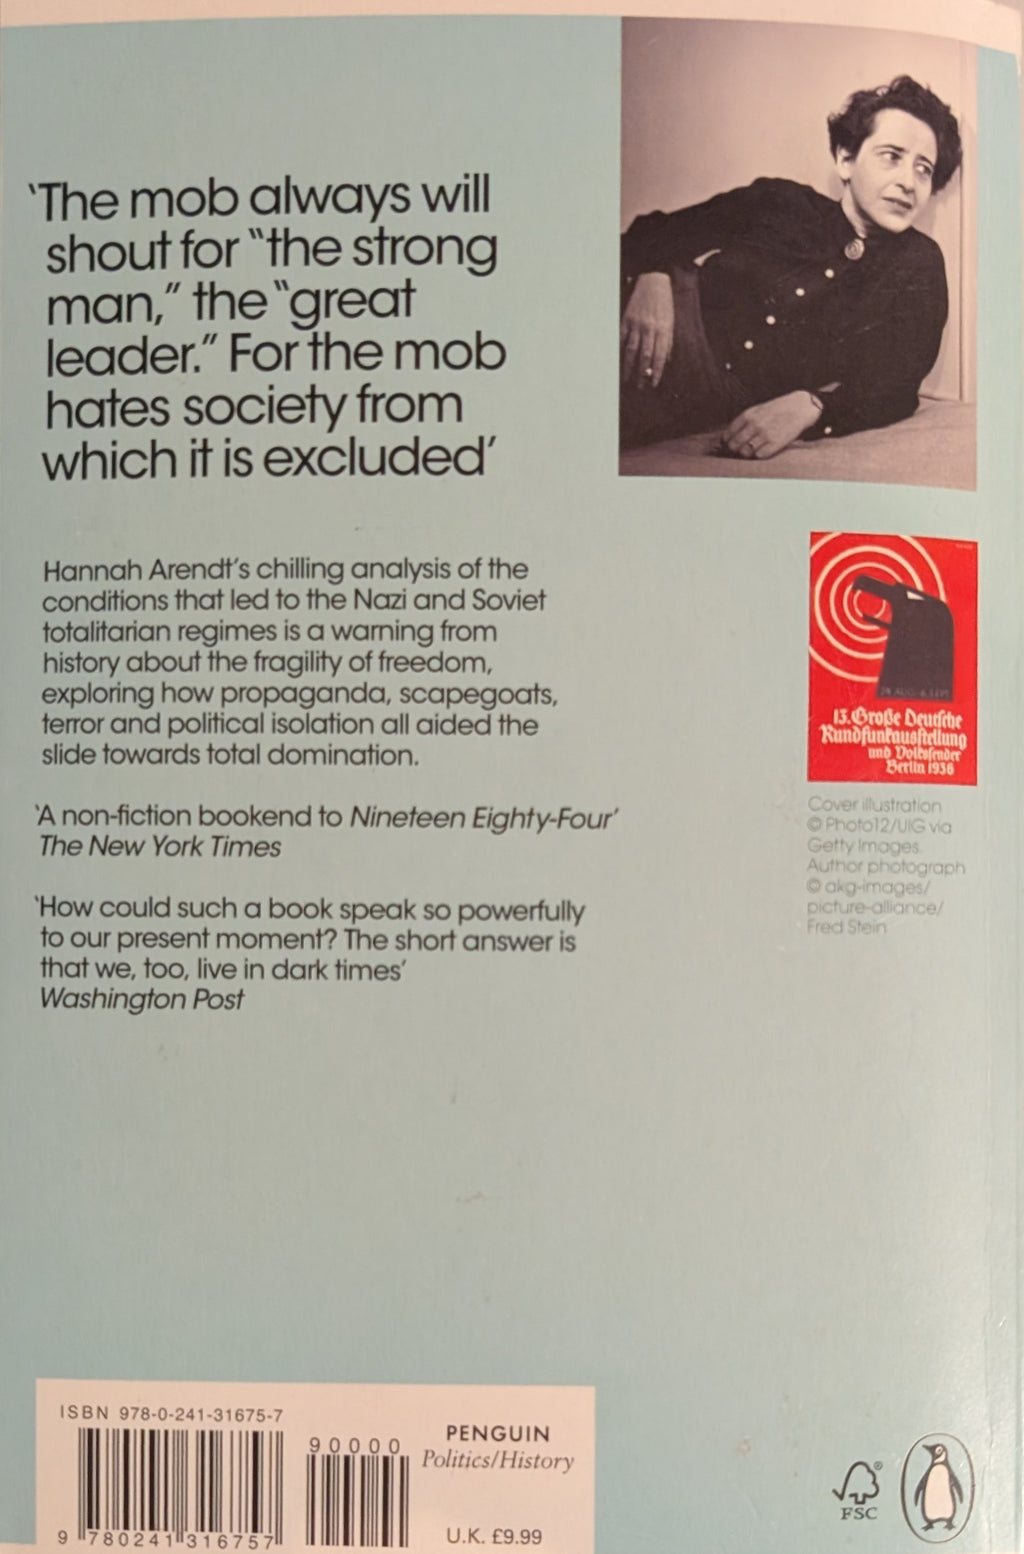 ‘The mob always will
shout for “the strong
man,” the “great
leader.” For the mob
hates society from
which it is excluded’
Hannah Arendt’s chilling analysis of the
conditions that led to the Nazi and Soviet
totalitarian regimes is a warning from
history about the fragility of freedom,
exploring how propaganda, scapegoats,
terror and political isolation all aided the
slide towards total domination.
‘A non-fiction bookend to Nineteen Eighty-Four’
The New York Times
‘How could such a book speak so powerfully
to our present moment? The short answer is
that we, too, live in dark times’
Washington Post
13. Große Deutsche
Rundfunkausstellung
und Volkssender
Berlin 1936
Cover illustration
© Photo12/UIG via
Getty Images.
Author photograph
© akg-images/
picture-alliance/
Fred Stein
ISBN 978-0-241-31675-7
90000
9 780241 316757
PENGUIN
Politics/History
U.K. £9.99
FSC
®